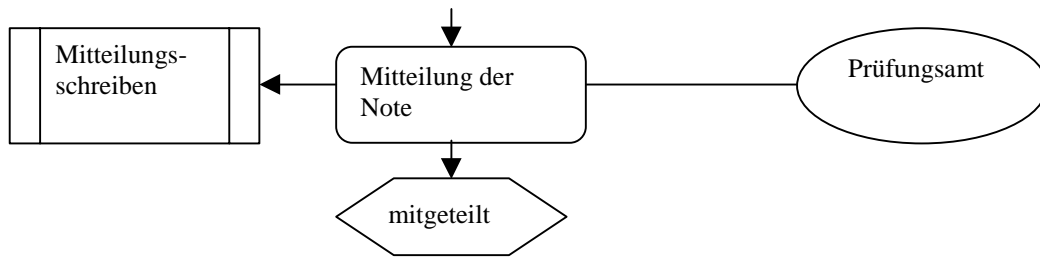 Mitteilungs-
schreiben
Mitteilung der
Note
Prüfungsamt
mitgeteilt